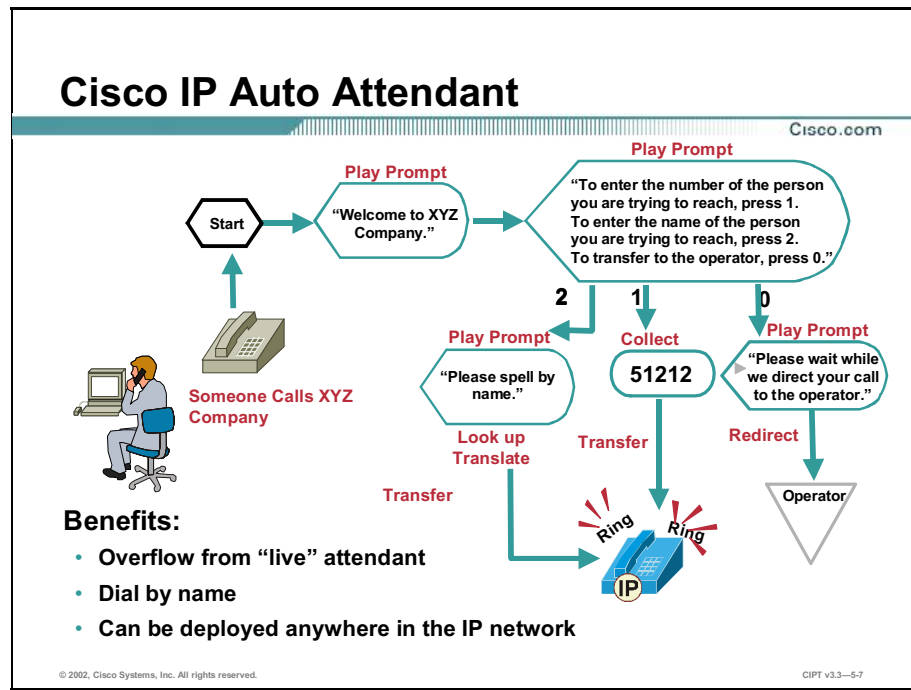 Cisco IP Auto Attendant
Cisco.com
Play Prompt
Play Prompt
Start
“Welcome to XYZ
Company.”
“To enter the number of the person
you are trying to reach, press 1.
To enter the name of the person
you are trying to reach, press 2.
To transfer to the operator, press 0.”
2
1
0
Play Prompt
Collect
Play Prompt
“Please spell by
name.”
51212
“Please wait while
we direct your call
to the operator.”
Someone Calls XYZ
Company
Look up
Translate
Transfer
Redirect
Transfer
Operator
Ring
Ring
IP
Benefits:
• Overflow from “live” attendant
• Dial by name
• Can be deployed anywhere in the IP network
© 2002, Cisco Systems, Inc. All rights reserved.
CIPT v3.3—5-7